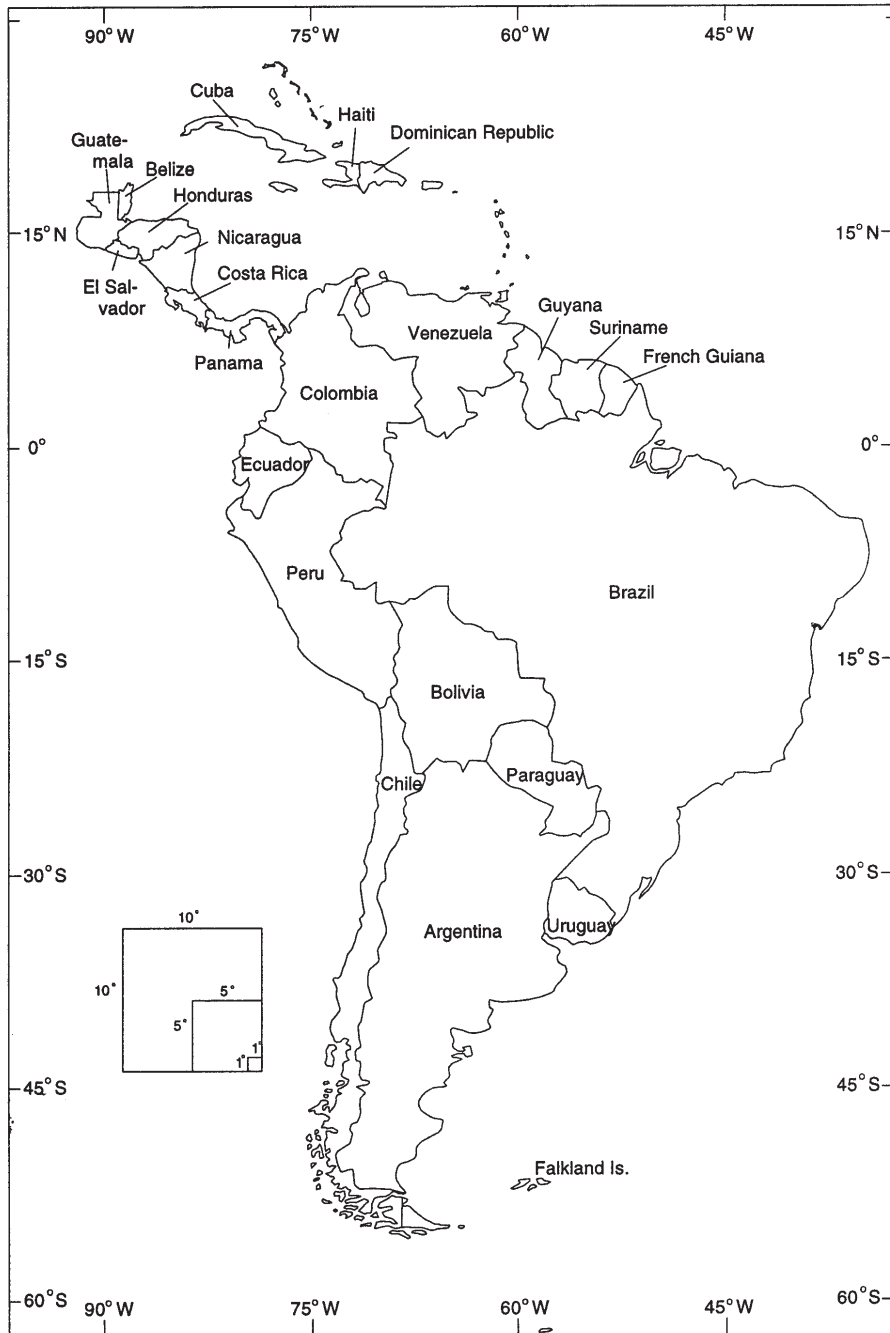 90°W 75°W 60°W 45°W
Cuba
Haiti
Dominican Republic
Guate-
mala
Belize
Honduras
15°N 15°N
Nicaragua
El Sal-
vador
Costa Rica
Panama
Venezuela
Guyana
Suriname
French Guiana
Colombia
0° 0°
Ecuador
Peru
Brazil
15°S 15°S
Bolivia
Chile
Paraguay
30°S 30°S
Argentina
Uruguay
10°
10°
5°
5°
1°
1°
45°S 45°S
Falkland Is.
60°S 60°S
90°W 75°W 60°W 45°W